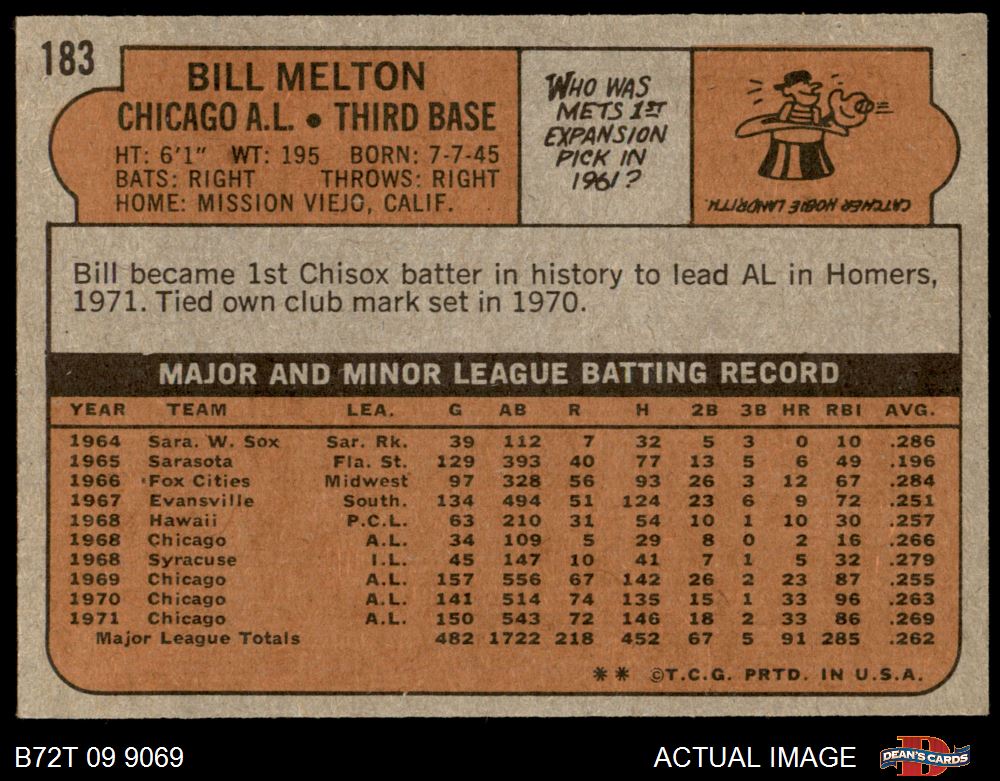 183
BILL MELTON
CHICAGO A.L. • THIRD BASE
HT: 6'1" WT: 195 BORN: 7-7-45
BATS: RIGHT THROWS: RIGHT
HOME: MISSION VIEJO, CALIF.
WHO WAS
METS 1ST
EXPANSION
PICK IN
1961?
CATCHER HOBIE LANDRITH
Bill became 1st Chisox batter in history to lead AL in Homers,
1971. Tied own club mark set in 1970.
MAJOR AND MINOR LEAGUE BATTING RECORD
YEAR TEAM LEA. G AB R H 2B 3B HR RBI AVG.
1964 Sara. W. Sox Sar. Rk. 39 112 7 32 5 3 0 10 .286
1965 Sarasota Fla. St. 129 393 40 77 13 5 6 49 .196
1966 Fox Cities Midwest 97 328 56 93 26 3 12 67 .284
1967 Evansville South. 134 494 51 124 23 6 9 72 .251
1968 Hawaii P.C.L. 63 210 31 54 10 1 10 30 .257
1968 Chicago A.L. 34 109 5 29 8 0 2 16 .266
1968 Syracuse I.L. 45 147 10 41 7 1 5 32 .279
1969 Chicago A.L. 157 556 67 142 26 2 23 87 .255
1970 Chicago A.L. 141 514 74 135 15 1 33 96 .263
1971 Chicago A.L. 150 543 72 146 18 2 33 86 .269
Major League Totals 482 1722 218 452 67 5 91 285 .262
** ©T.C.G. PRTD. IN U.S.A.
B72T 09 9069
ACTUAL IMAGE
DEAN'S CARDS